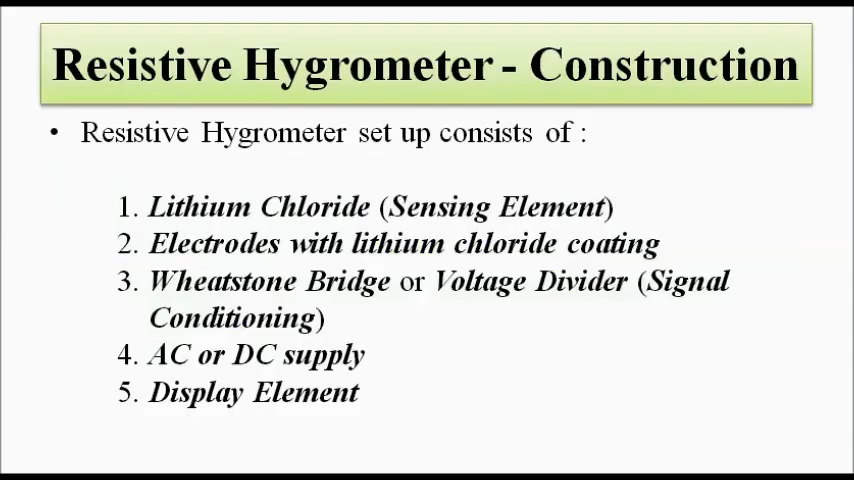 Resistive Hygrometer - Construction
• Resistive Hygrometer set up consists of :
1. Lithium Chloride (Sensing Element)
2. Electrodes with lithium chloride coating
3. Wheatstone Bridge or Voltage Divider (Signal
Conditioning)
4. AC or DC supply
5. Display Element